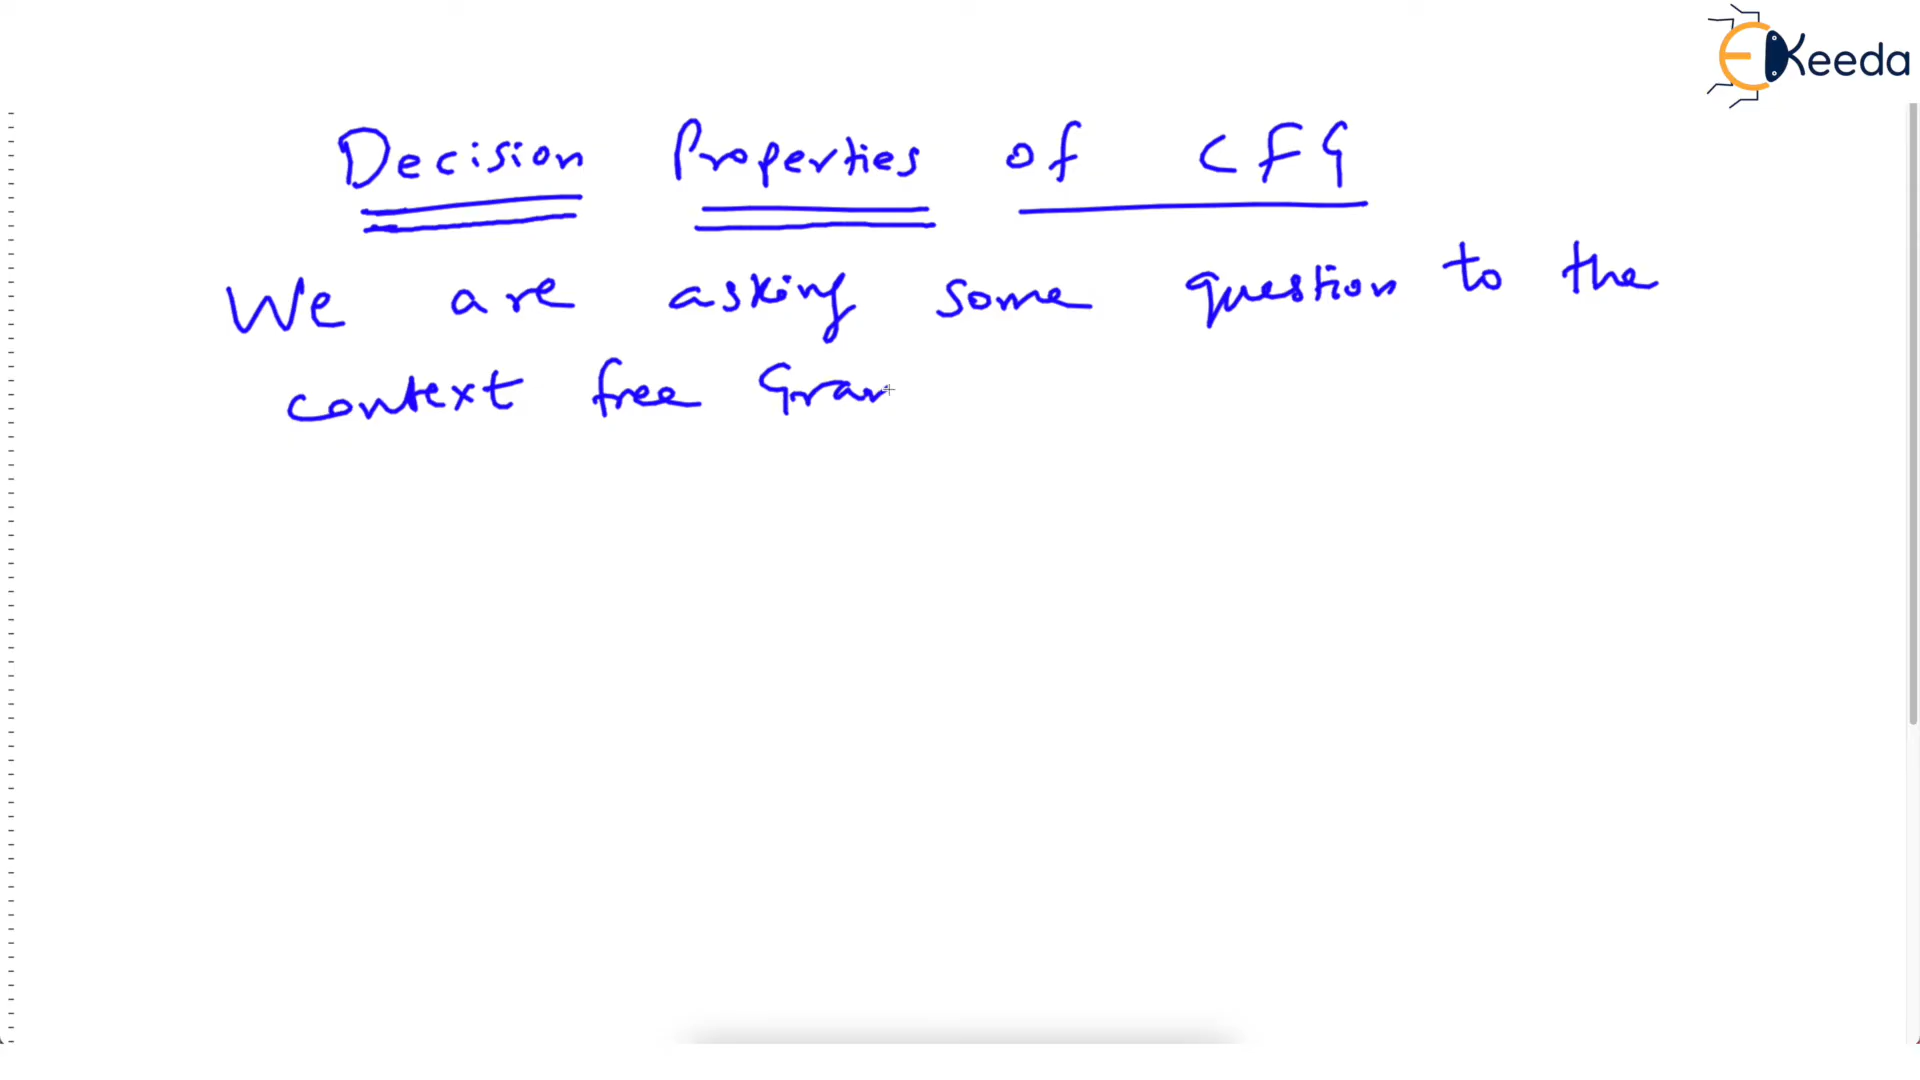 EKeeda
Decision Properties of CFG
We are asking some question to the
context free Gram